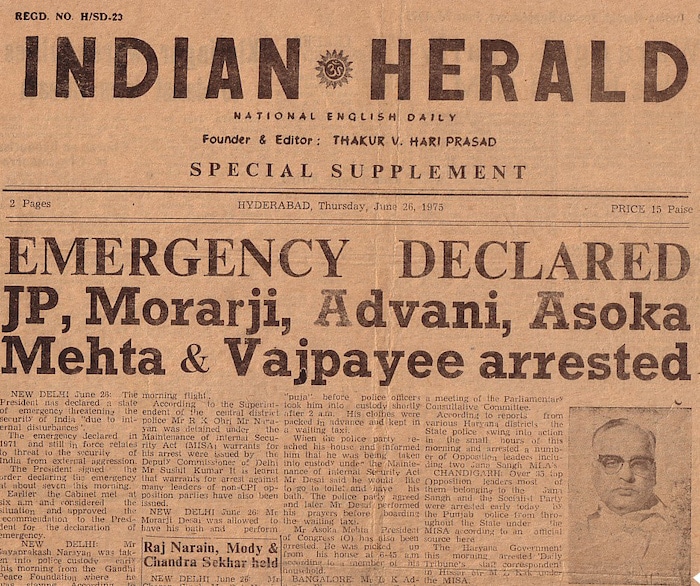 REGD. NO. H/SD-23
INDIAN HERALD
NATIONAL ENGLISH DAILY
Founder & Editor: THAKUR V. HARI PRASAD
SPECIAL SUPPLEMENT
2 Pages
HYDERABAD, Thursday, June 26, 1975
PRICE 15 Paise
EMERGENCY DECLARED
JP, Morarji, Advani, Asoka
Mehta & Vajpayee arrested
NEW DELHI June 26: The
President has declared a state
of emergency threatening the
security of India "due to in-
ternal disturbances"!
The emergency declared in
1971 and still in force relates
to threat to the security of
India from external aggression.
The President signed the
order declaring the emergency
at about seven this morning.
Earlier the Cabinet met at
six am and considered the
situation and approved the
recommendation to the Presi-
dent for the declaration of
emergency.
NEW DELHI: Mr
Jayaprakash Narayan was tak-
en into police custody early
this morning from the Gandhi
Peace Foundation where he
morning flight.
According to the Superint-
endent of the central district
police Mr R K Ohri Mr Nara-
yan was detained under the
Maintenance of Internal Secu-
rity Act (MISA) warrants for
his arrest were issued by the
Deputy Commissioner of Delhi
Mr Sushil Kumar It is learnt
that warrants for arrest against
many leaders of non-CPI op-
position parties have also been
issued.
NEW DELHI June 26 Mr
Morarji Desai was allowed to
have his bath and perform
Raj Narain, Mody &
Chandra Sekhar held
NEW DELHI June 26 Mr
"puja" before police officers
took him into custody shortly
after 2 a.m. His clothes were
packed in advance and kept in
a waiting taxi.
When the police party re-
ached his house and informed
him that he was being taken
into custody under the Mainte-
nance of Internal Security Act
Mr Desai said he would like
to go to toilet and have his
bath. The police party agreed
and later Mr Desai performed
his prayers before boarding
the waiting taxi.
Mr Asoka Mehta President
of Congress (O) has also been
arrested. He was picked up
from his house at 3-45 a.m
according to member his
household
BANGALORE Mr L K Ad-
a meeting of the Parliamentary
Consultative Committee.
According to reports from
various Haryana districts the
State police swung into action
in the small hours of this
morning and arrested a numb-
er of Opposition leaders inclu-
ding two Jana Sangh MLA's
CHANDIGARH Over 35 op-
Opposition leaders most of
them belonging to the Jana
Sangh and the Socialist Party
were arrested early today by
the Punjab police from thro-
ughout the State under the
MISA according to an official
source here.
The Haryana Government
this morning arrested 'Daily
Tribune's' staff correspondent
the MISA.